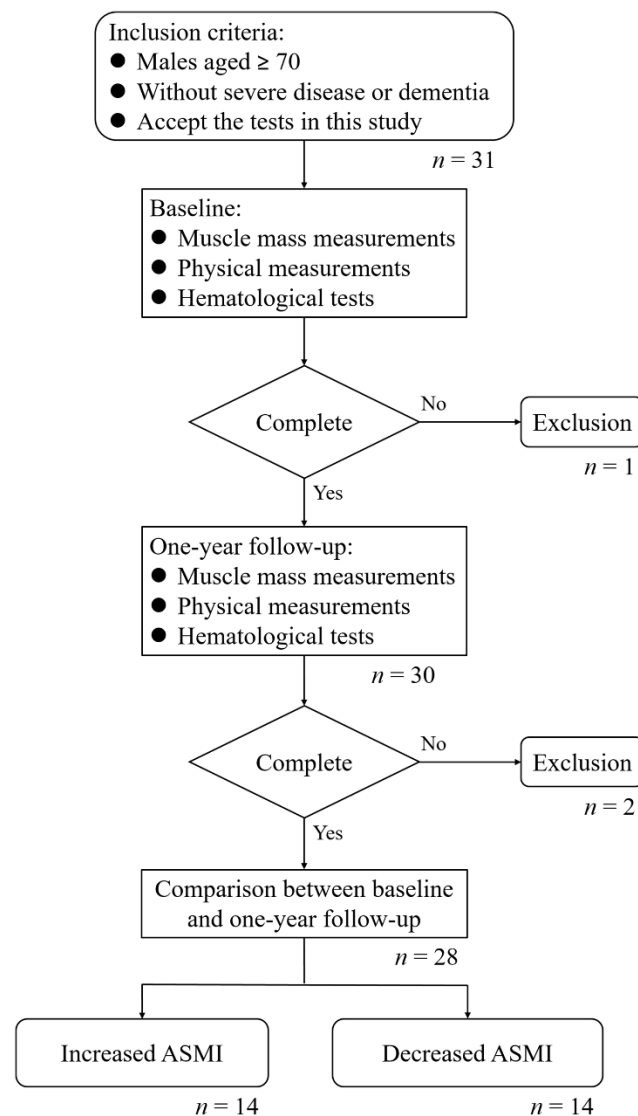 Inclusion criteria:
● Males aged ≥ 70
● Without severe disease or dementia
● Accept the tests in this study
n = 31
Baseline:
● Muscle mass measurements
● Physical measurements
● Hematological tests
Complete
No
Exclusion
n = 1
Yes
One-year follow-up:
● Muscle mass measurements
● Physical measurements
● Hematological tests
n = 30
Complete
No
Exclusion
n = 2
Yes
Comparison between baseline
and one-year follow-up
n = 28
Increased ASMI
n = 14
Decreased ASMI
n = 14